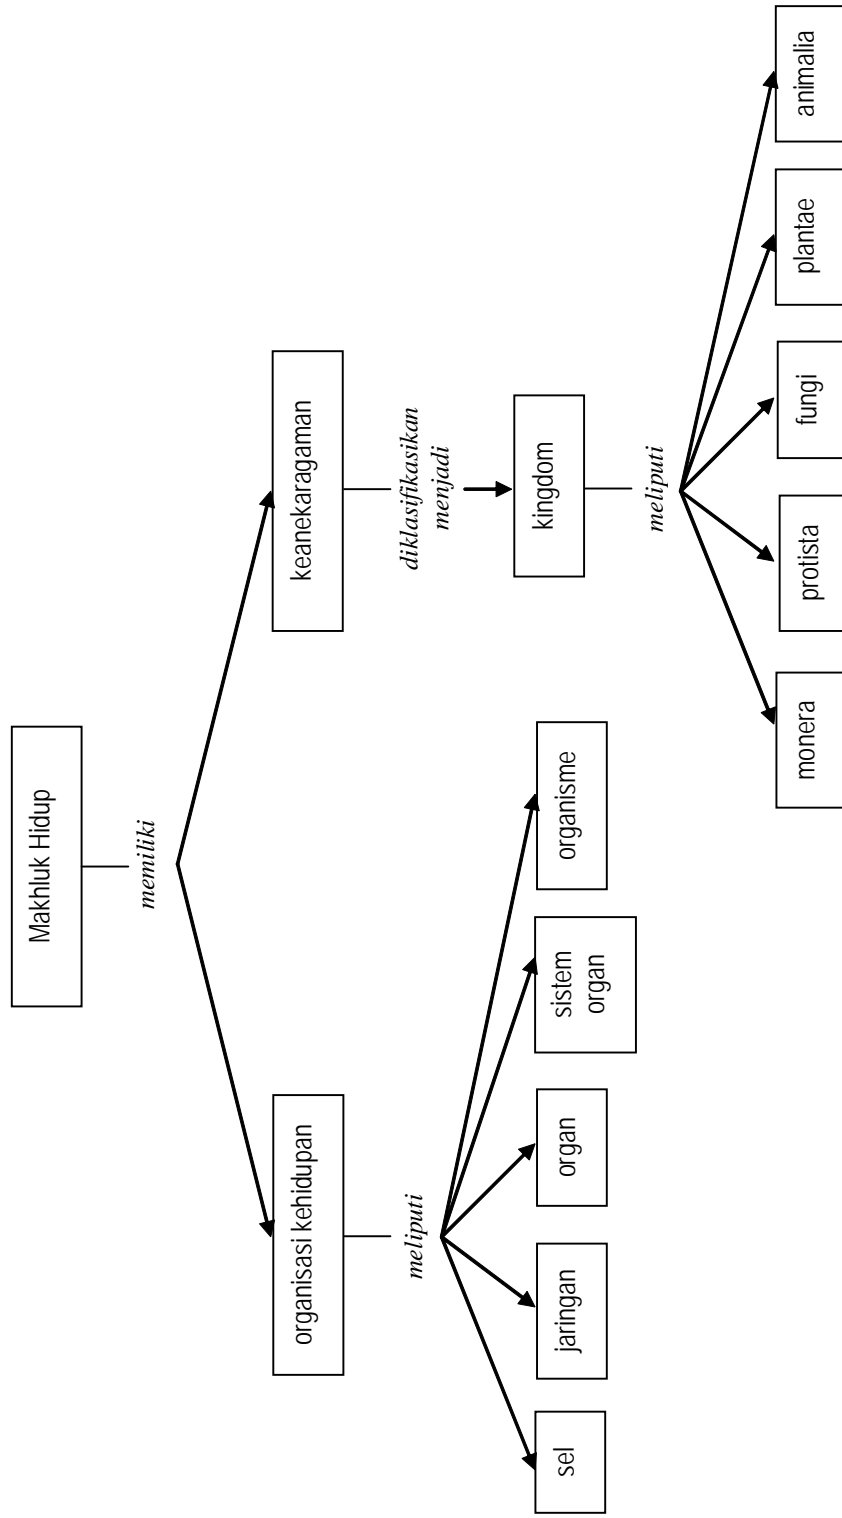 Makhluk Hidup
memiliki
organisasi kehidupan
keanekaragaman
meliputi
diklasifikasikan
menjadi
sel
jaringan
organ
sistem
organ
organisme
kingdom
meliputi
monera
protista
fungi
plantae
animalia